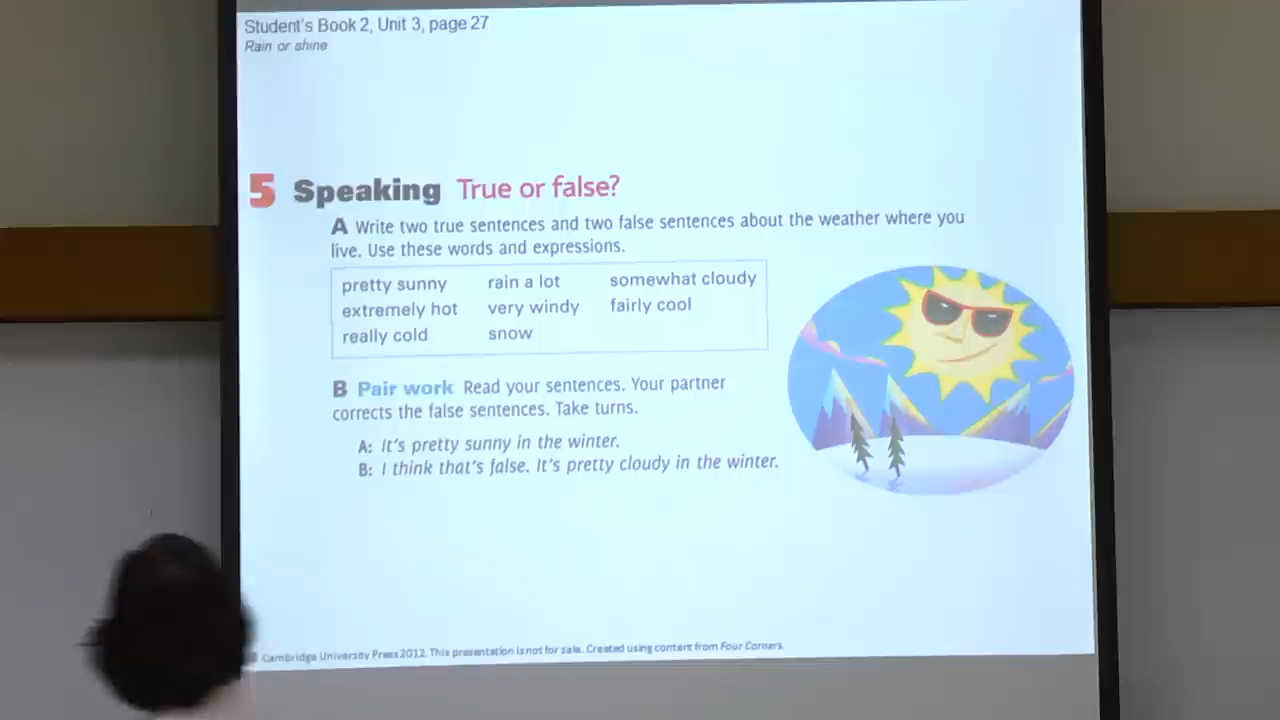 Student's Book 2, Unit 3, page 27
Rain or shine
5 Speaking True or false?
A Write two true sentences and two false sentences about the weather where you
live. Use these words and expressions.
pretty sunny rain a lot somewhat cloudy
extremely hot very windy fairly cool
really cold snow
B Pair work Read your sentences. Your partner
corrects the false sentences. Take turns.
A: It's pretty sunny in the winter.
B: I think that's false. It's pretty cloudy in the winter.
Cambridge University Press 2012. This presentation is not for sale. Created using content from Four Corners